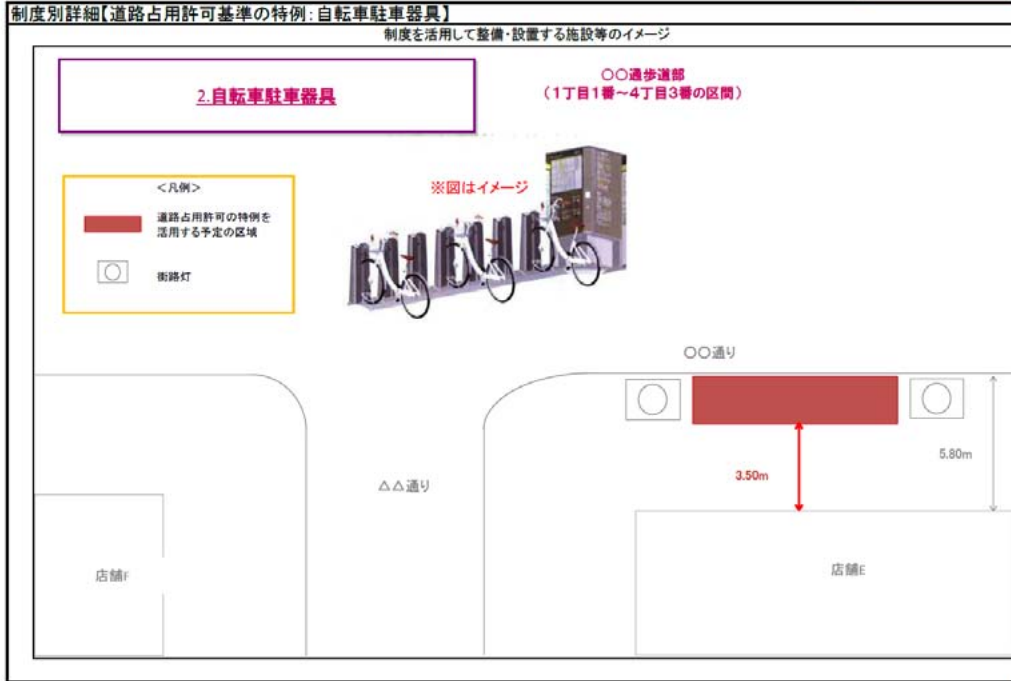 制度別詳細【道路占用許可基準の特例:自転車駐車器具】
制度を活用して整備・設置する施設等のイメージ
2.自転車駐車器具
〇〇通歩道部
(1丁目1番~4丁目3番の区間)
<凡例>
道路占用許可の特例を
活用する予定の区域
街路灯
※図はイメージ
〇〇通り
5.80m
3.50m
△△通り
店舗F
店舗E